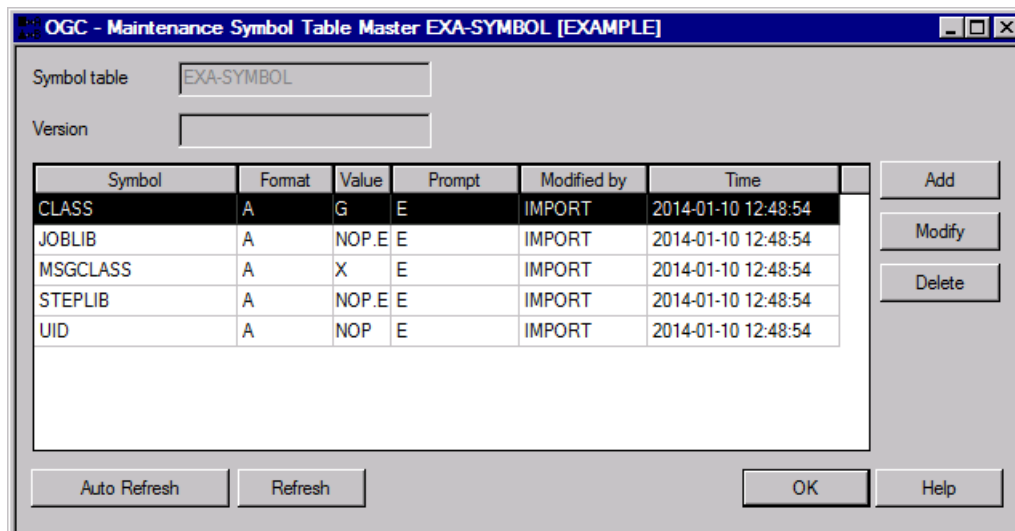 OGC - Maintenance Symbol Table Master EXA-SYMBOL [EXAMPLE]
Symbol table EXA-SYMBOL
Version
Symbol Format Value Prompt Modified by Time Add
CLASS A G E IMPORT 2014-01-10 12:48:54
JOBLIB A NOP.E E IMPORT 2014-01-10 12:48:54 Modify
MSGCLASS A X E IMPORT 2014-01-10 12:48:54
STEPLIB A NOP.E E IMPORT 2014-01-10 12:48:54 Delete
UID A NOP E IMPORT 2014-01-10 12:48:54
Auto Refresh Refresh OK Help